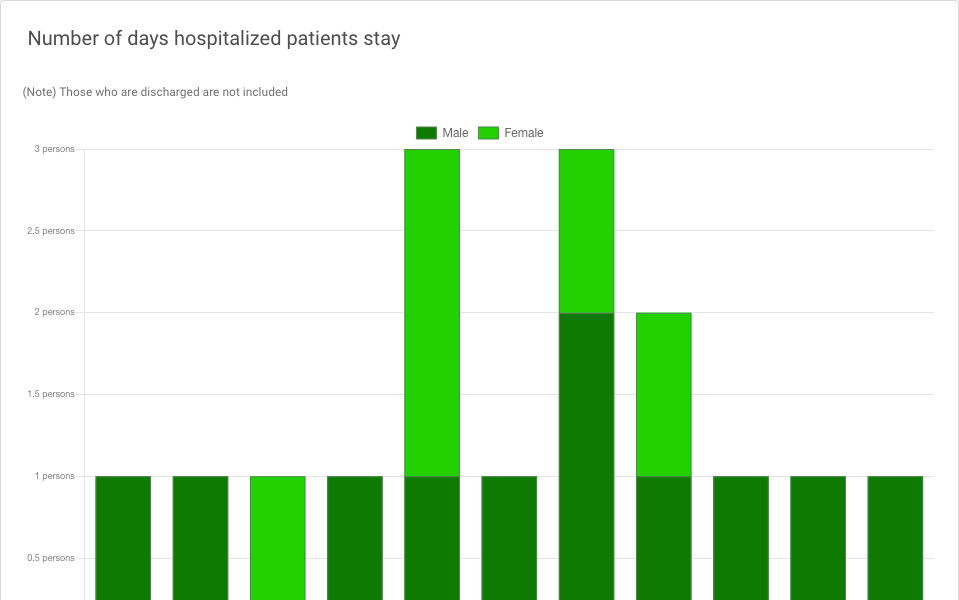 Number of days hospitalized patients stay
(Note) Those who are discharged are not included
Male Female
3 persons
2.5 persons
2 persons
1.5 persons
1 persons
0.5 persons